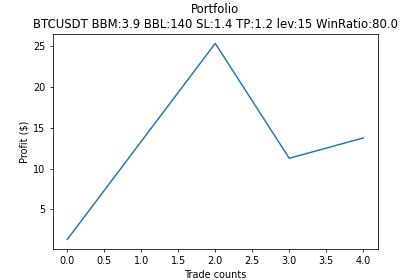 Portfolio
BTCUSDT BBM:3.9 BBL:140 SL:1.4 TP:1.2 lev:15 WinRatio:80.0
25
20
15
10
5
Profit ($)
0.0 0.5 1.0 1.5 2.0 2.5 3.0 3.5 4.0
Trade counts